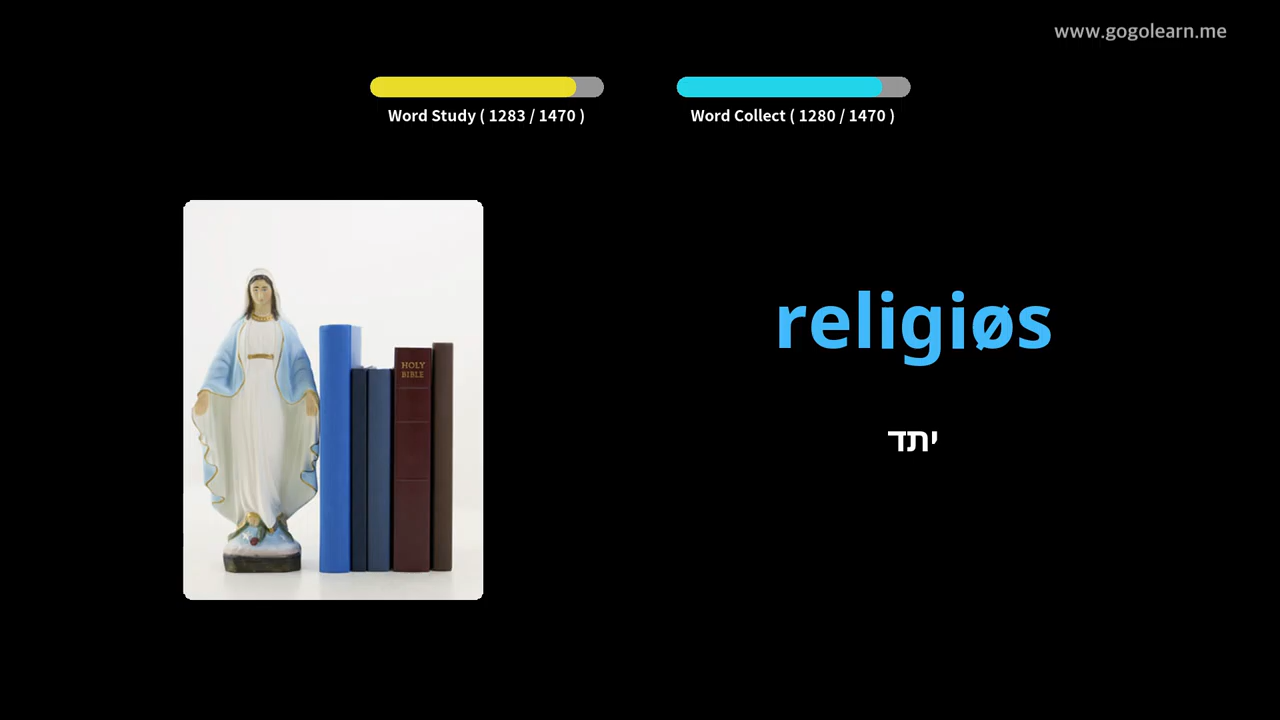 www.gogolearn.me
Word Study ( 1283 / 1470 )
Word Collect ( 1280 / 1470 )
HOLY
BIBLE
religiøs
יתד